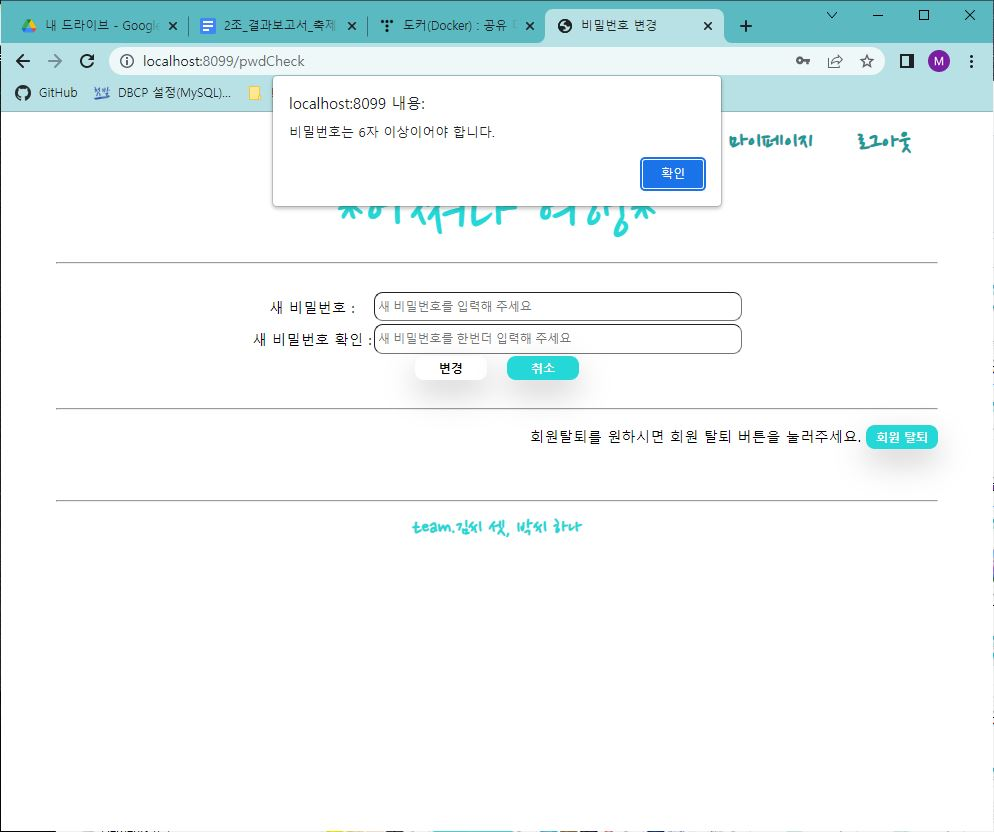 내 드라이브 - Google
2조_결과보고서_축제
도커(Docker) : 공유
비밀번호 변경
localhost:8099/pwdCheck
M
GitHub
DBCP 설정(MySQL)...
localhost:8099 내용:
비밀번호는 6자 이상이어야 합니다.
확인
마이페이지 로그아웃
여행*
새 비밀번호 : 새 비밀번호를 입력해 주세요
새 비밀번호 확인 : 새 비밀번호를 한번더 입력해 주세요
변경 취소
회원탈퇴를 원하시면 회원 탈퇴 버튼을 눌러주세요. 회원 탈퇴
team.김씨 셋, 박씨 하나